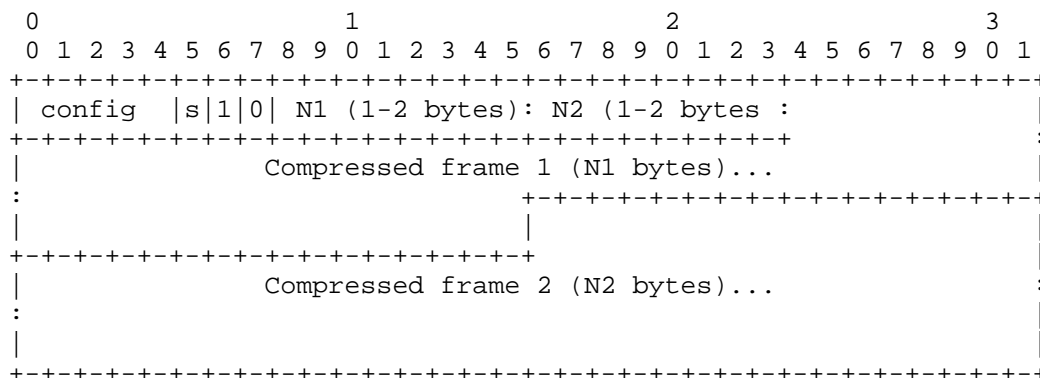 0                   1                   2                   3
 0 1 2 3 4 5 6 7 8 9 0 1 2 3 4 5 6 7 8 9 0 1 2 3 4 5 6 7 8 9 0 1
+-+-+-+-+-+-+-+-+-+-+-+-+-+-+-+-+-+-+-+-+-+-+-+-+-+-+-+-+-+-+-+-+
| config  |s|1|0| N1 (1-2 bytes): N2 (1-2 bytes :               |
+-+-+-+-+-+-+-+-+-+-+-+-+-+-+-+-+-+-+-+-+-+-+-+-+               :
|               Compressed frame 1 (N1 bytes)...                |
:                               +-+-+-+-+-+-+-+-+-+-+-+-+-+-+-+-+
|                               |                               |
+-+-+-+-+-+-+-+-+-+-+-+-+-+-+-+-+                               |
|               Compressed frame 2 (N2 bytes)...                :
:                                                               |
|                                                               |
+-+-+-+-+-+-+-+-+-+-+-+-+-+-+-+-+-+-+-+-+-+-+-+-+-+-+-+-+-+-+-+-+